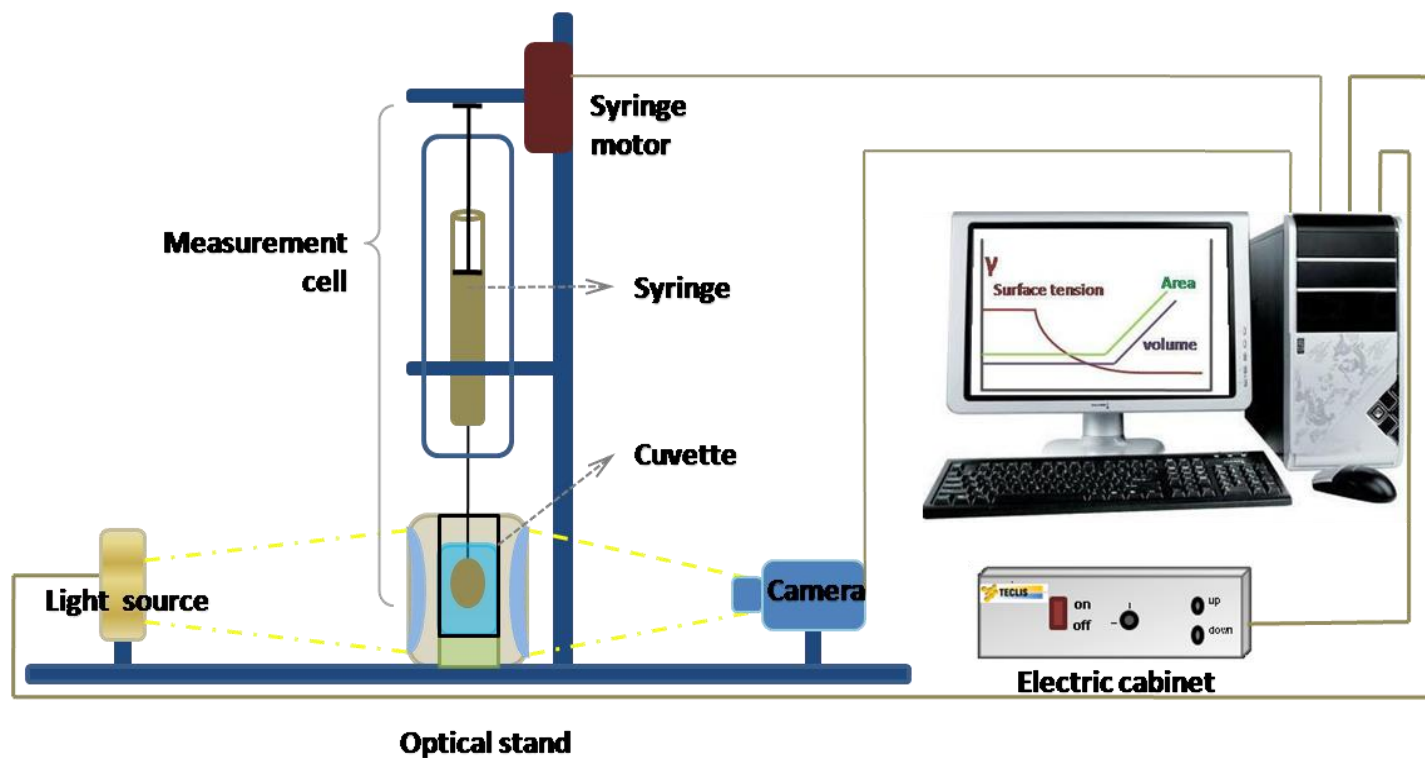 Syringe
motor
Measurement
cell
Syringe
γ
Surface tension
Area
volume
Cuvette
Light source
Camera
TECLIS
on
off
up
down
Electric cabinet
Optical stand